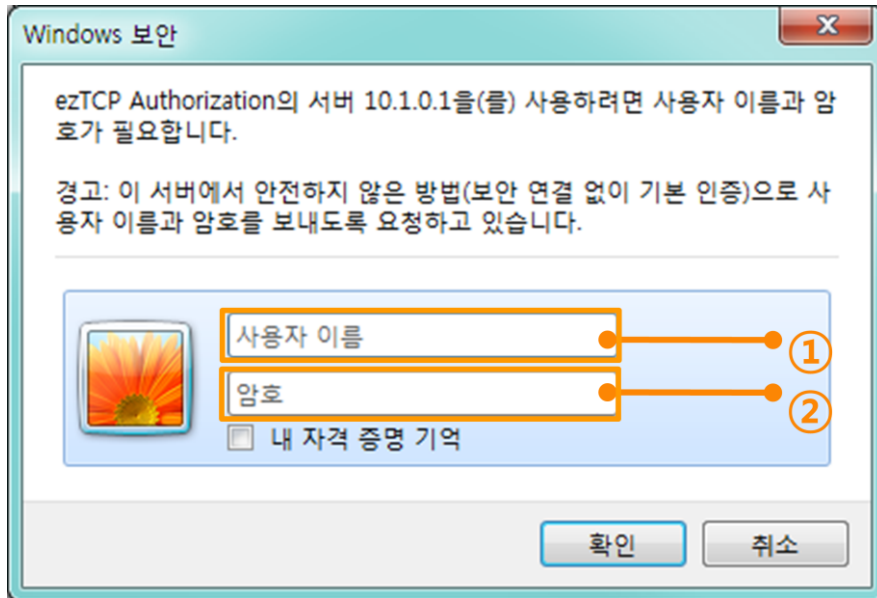 Windows 보안
ezTCP Authorization의 서버 10.1.0.1을(를) 사용하려면 사용자 이름과 암
호가 필요합니다.
경고: 이 서버에서 안전하지 않은 방법(보안 연결 없이 기본 인증)으로 사
용자 이름과 암호를 보내도록 요청하고 있습니다.
사용자 이름
①
암호
②
내 자격 증명 기억
확인
취소